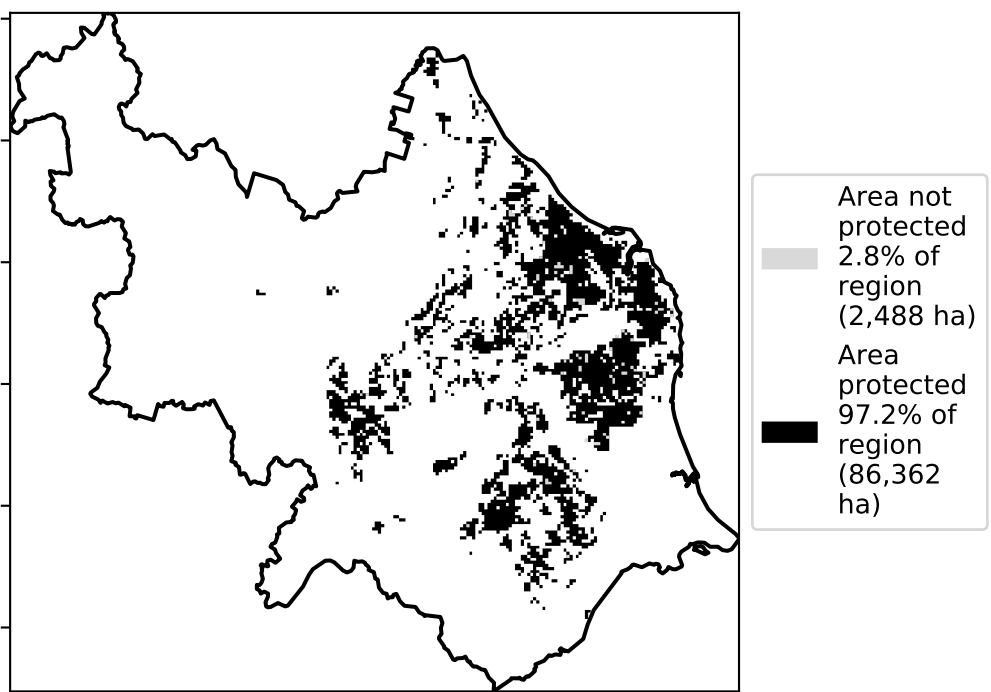 Area not
protected
2.8% of
region
(2,488 ha)
Area
protected
97.2% of
region
(86,362
ha)